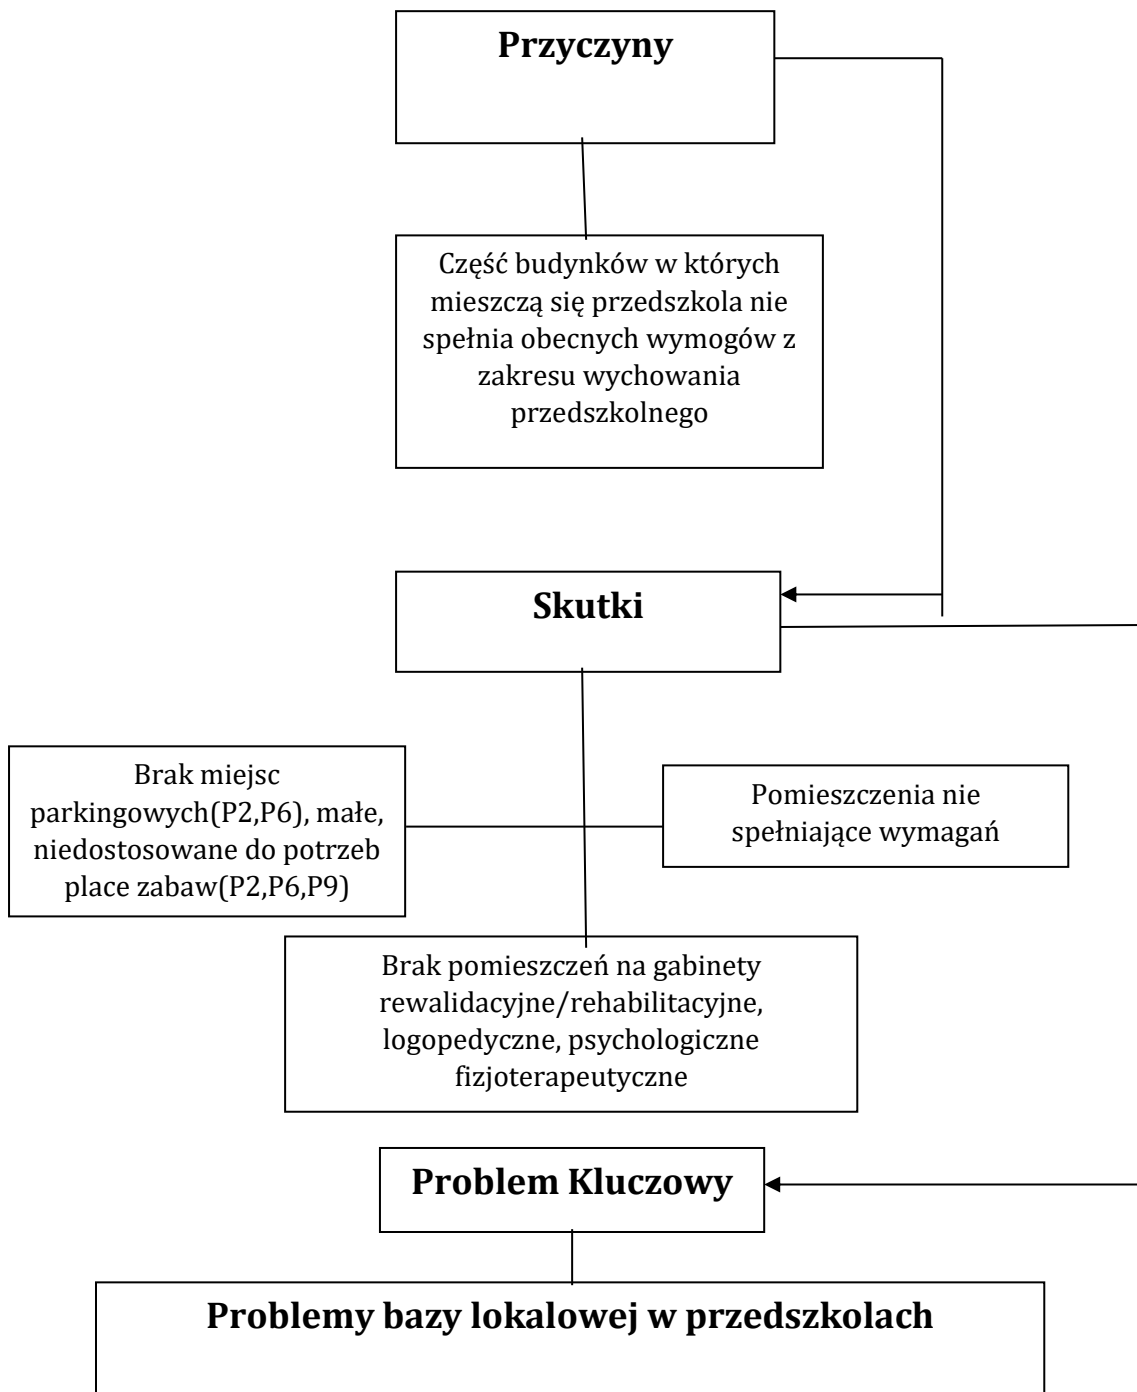 Przyczyny
Część budynków w których
mieszczą się przedszkola nie
spełnia obecnych wymogów z
zakresu wychowania
przedszkolnego
Skutki
Brak miejsc
parkingowych(P2,P6), małe,
niedostosowane do potrzeb
place zabaw(P2,P6,P9)
Pomieszczenia nie
spełniające wymagań
Brak pomieszczeń na gabinety
rewalidacyjne/rehabilitacyjne,
logopedyczne, psychologiczne
fizjoterapeutyczne
Problem Kluczowy
Problemy bazy lokalowej w przedszkolach